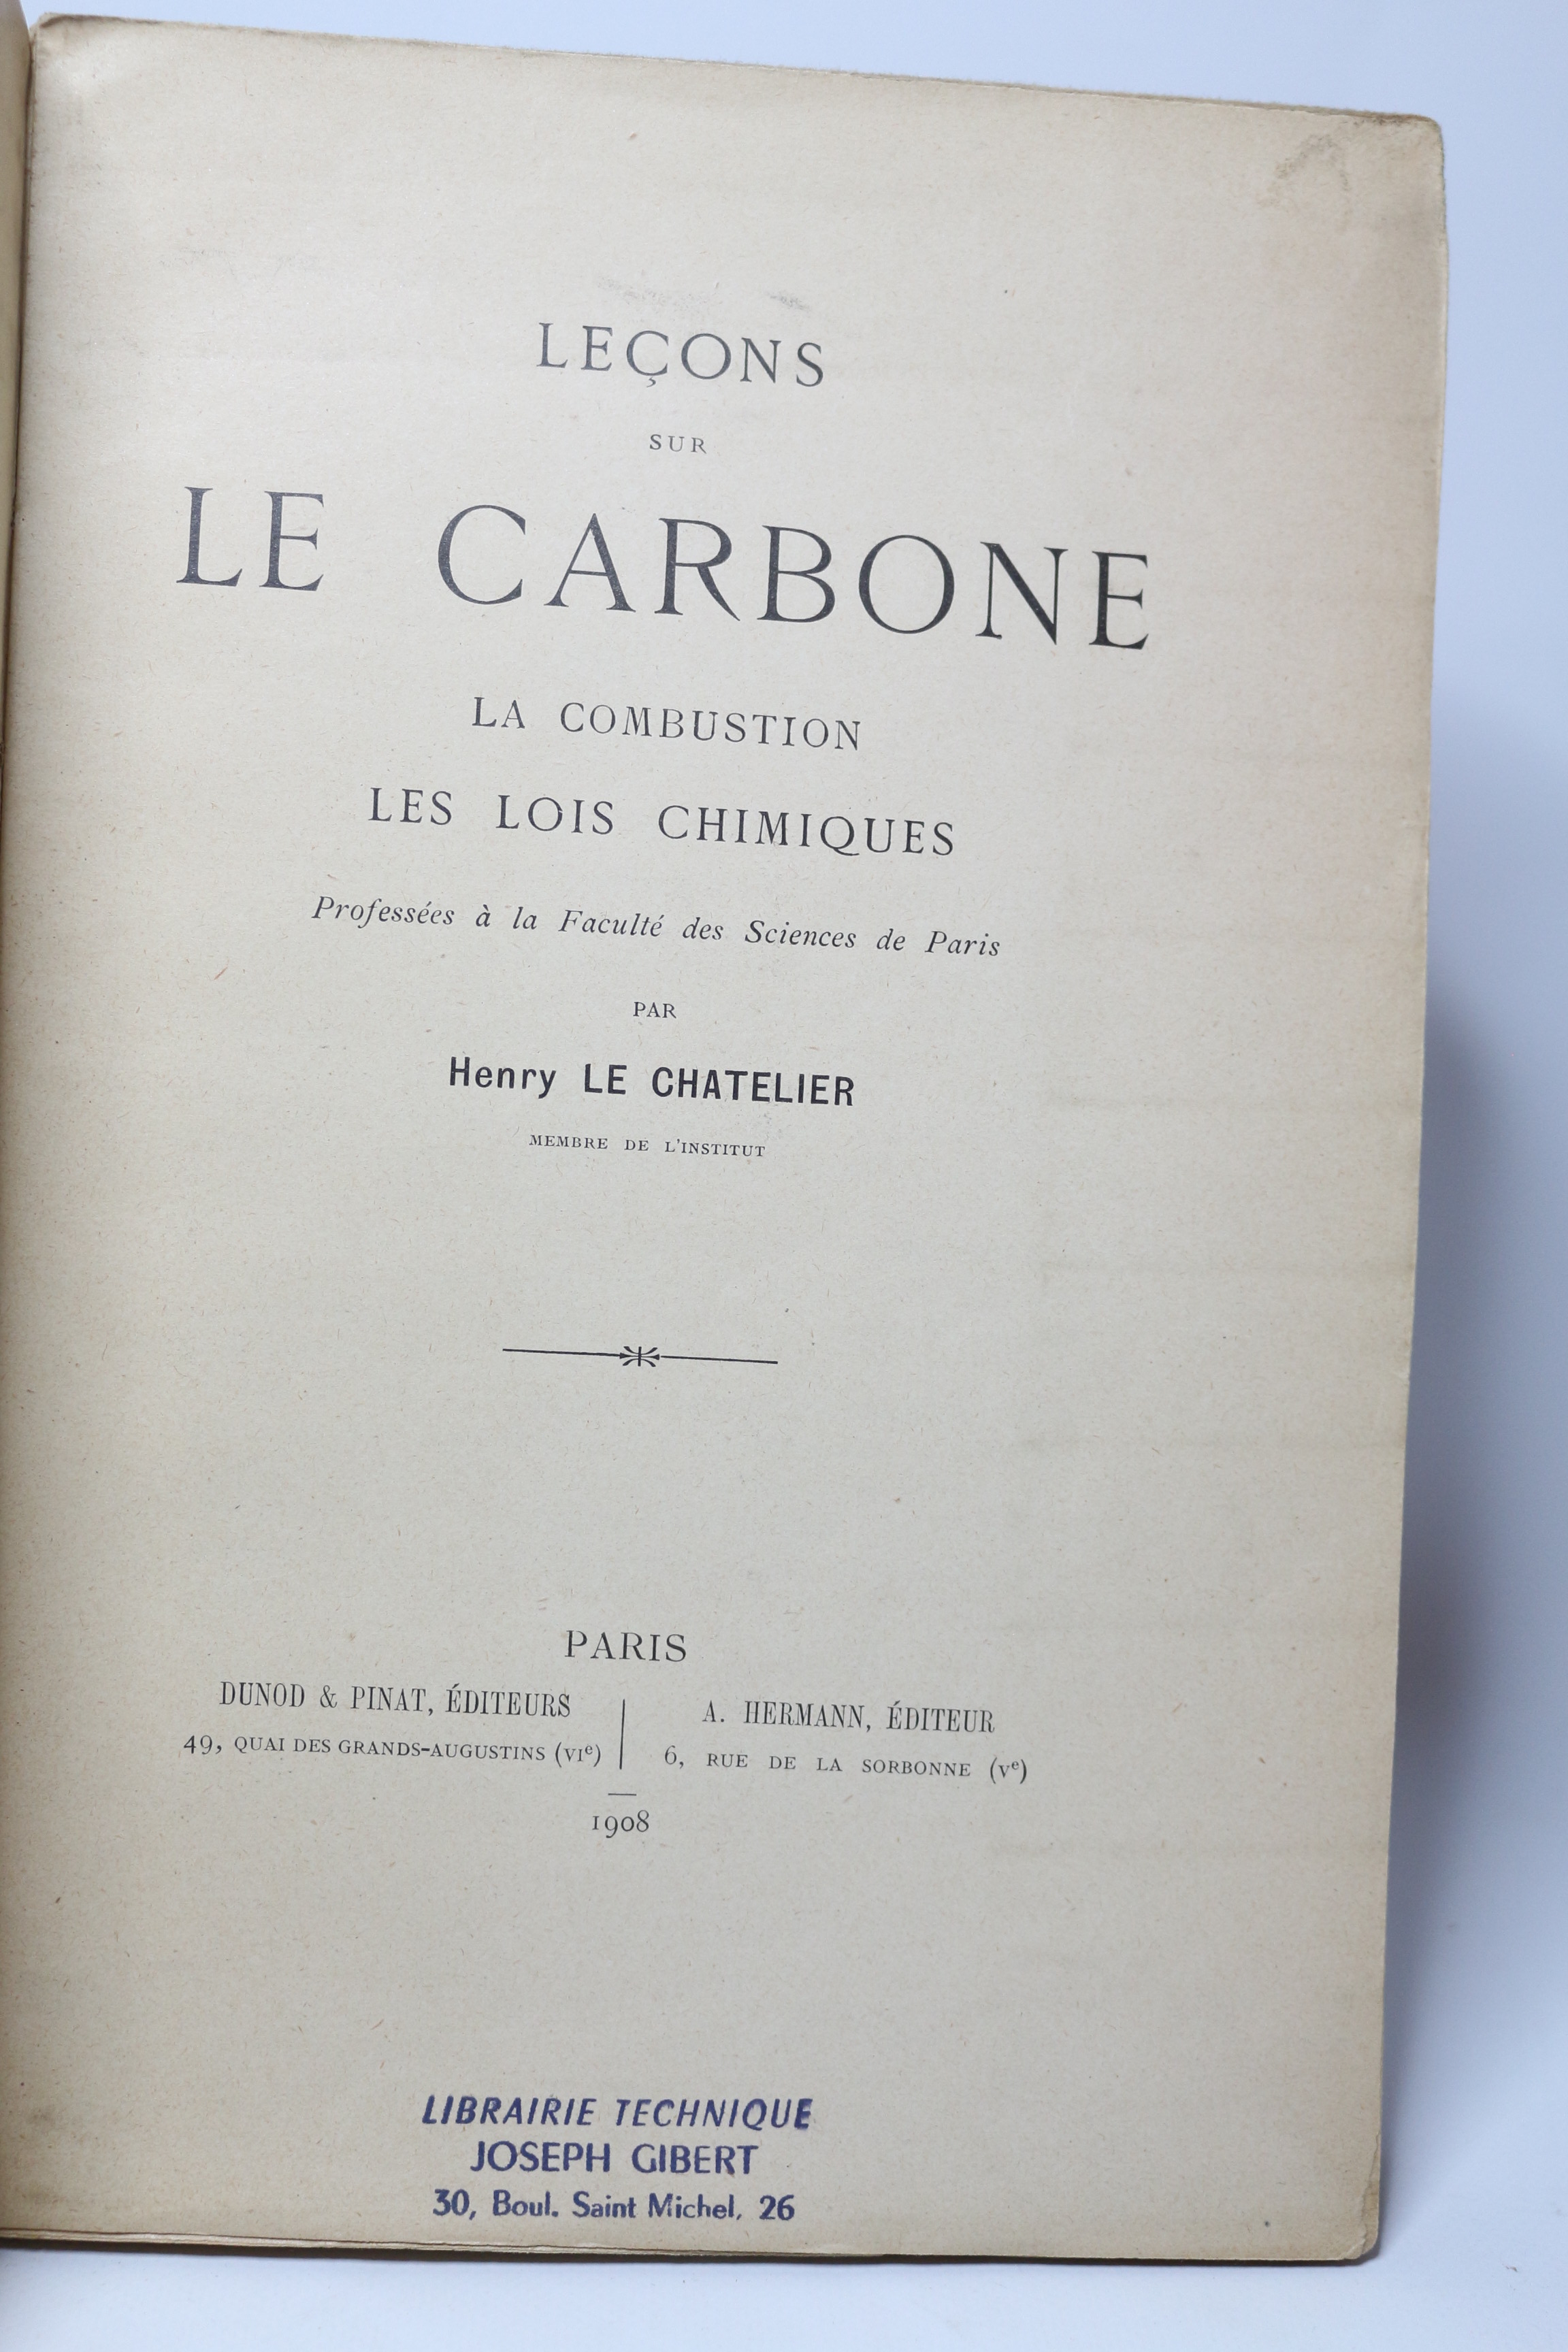 LEÇONS
SUR
LE CARBONE
LA COMBUSTION
LES LOIS CHIMIQUES
Professées à la Faculté des Sciences de Paris
PAR
Henry LE CHATELIER
MEMBRE DE L'INSTITUT
PARIS
DUNOD & PINAT, ÉDITEURS
49, QUAI DES GRANDS-AUGUSTINS (VIe)
A. HERMANN, ÉDITEUR
6, RUE DE LA SORBONNE (Ve)
1908
LIBRAIRIE TECHNIQUE
JOSEPH GIBERT
30, Boul. Saint Michel, 26